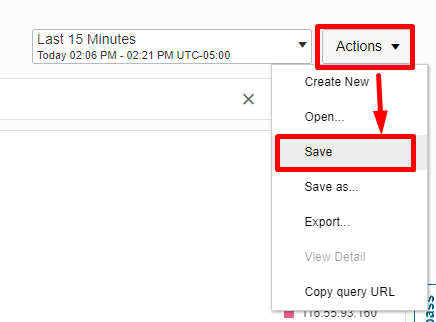 Last 15 Minutes
Today 02:06 PM - 02:21 PM UTC-05:00
Actions
Create New
Open...
Save
Save as...
Export...
View Detail
Copy query URL
116.55.93.160
pass